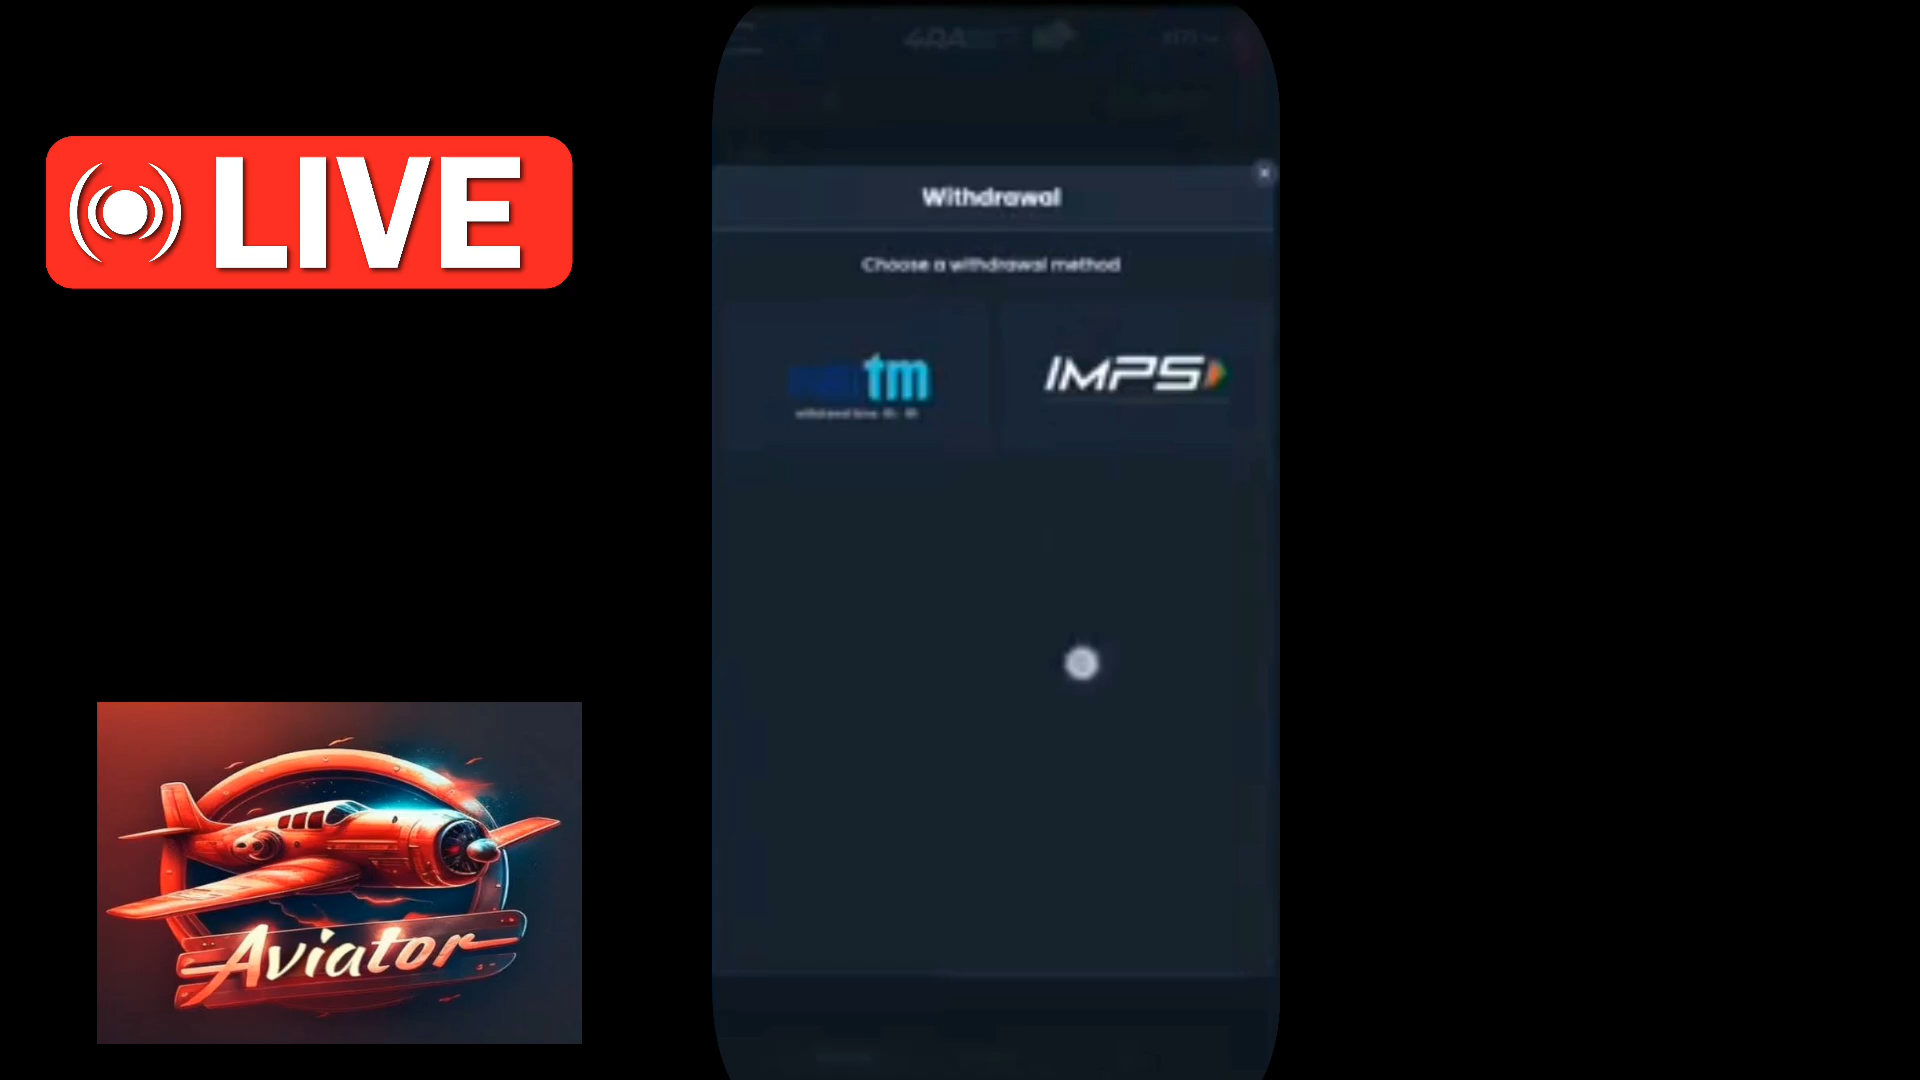 LIVE
Withdrawal
Choose a withdrawal method
tm
IMPS
Aviator